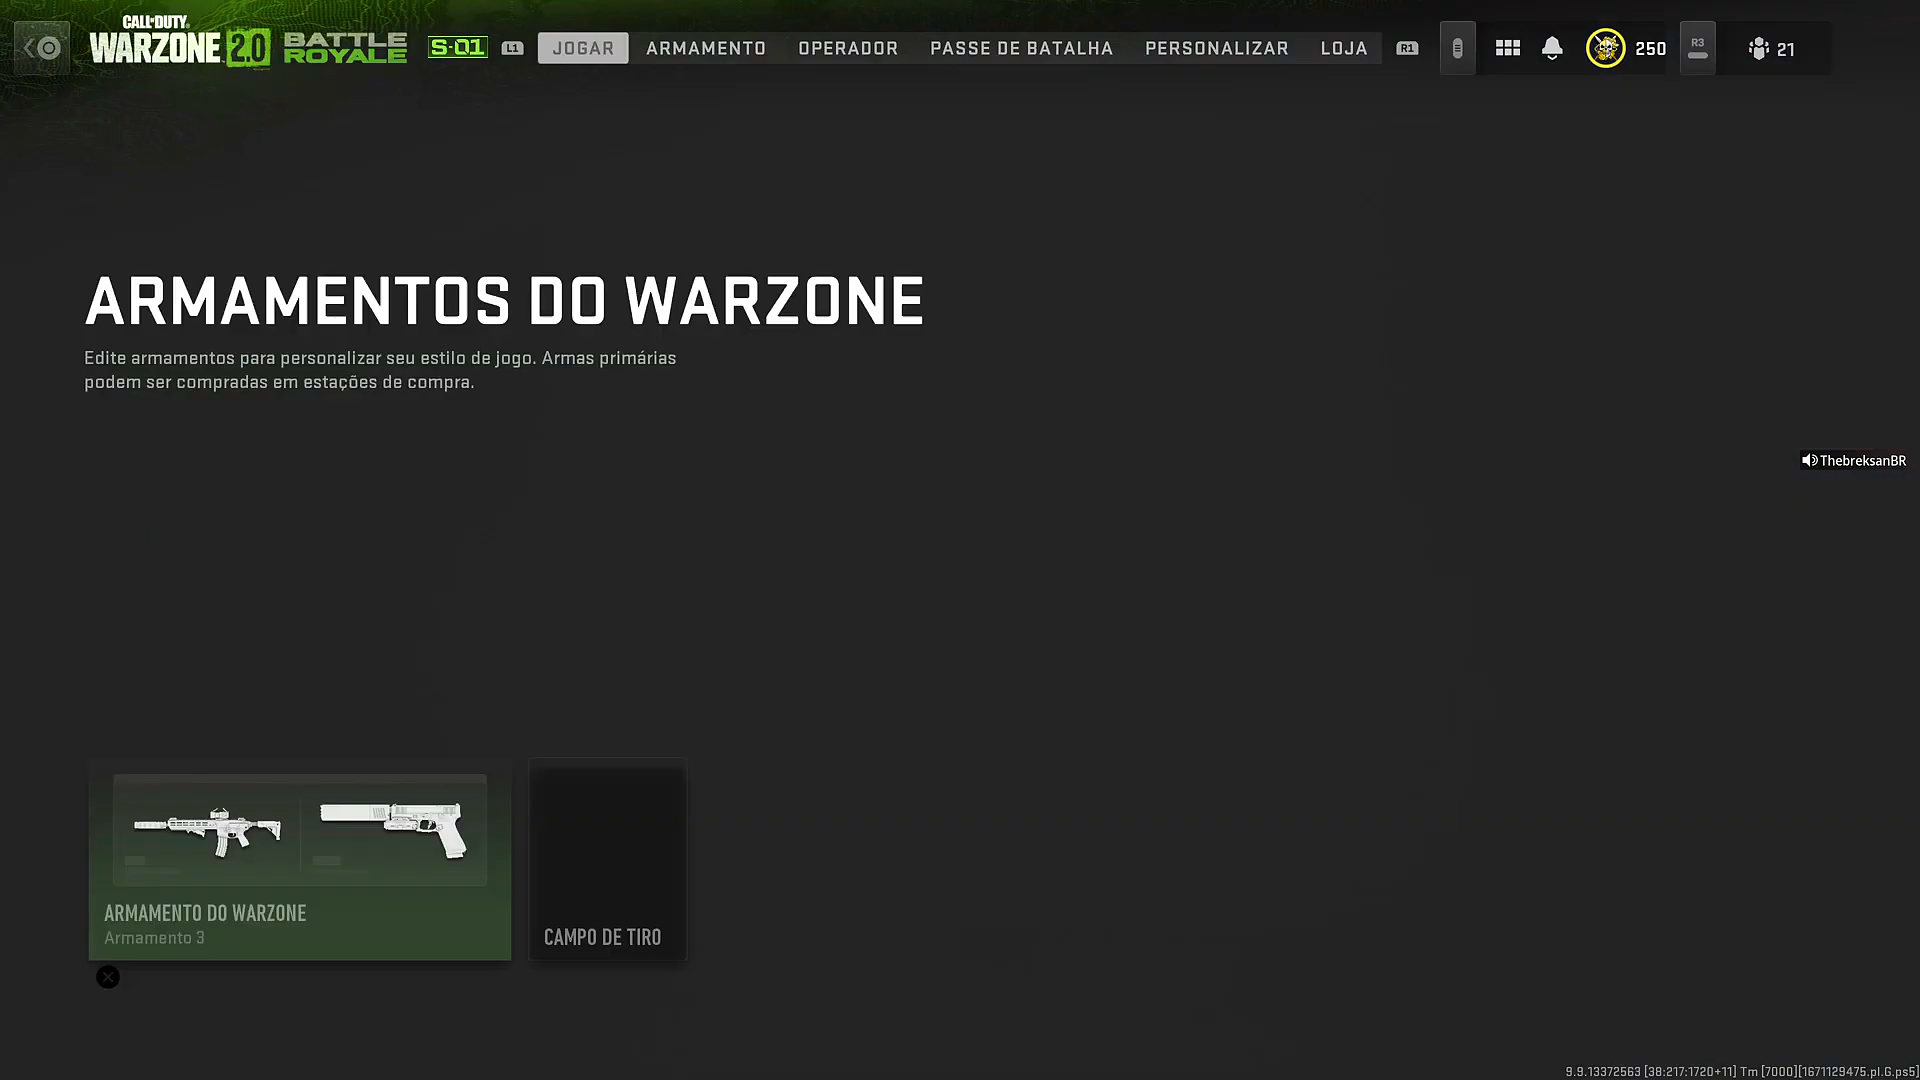 CALL OF DUTY
WARZONE 2.0 BATTLE ROYALE S-01 L1 JOGAR ARMAMENTO OPERADOR PASSE DE BATALHA PERSONALIZAR LOJA R1 250 R3 21
ARMAMENTOS DO WARZONE
Edite armamentos para personalizar seu estilo de jogo. Armas primárias
podem ser compradas em estações de compra.
ThebreksanBR
ARMAMENTO DO WARZONE
Armamento 3
CAMPO DE TIRO
9.9.13372563 [38:217:1720+11] Tm [7000][1671129475.pl.G.ps5]